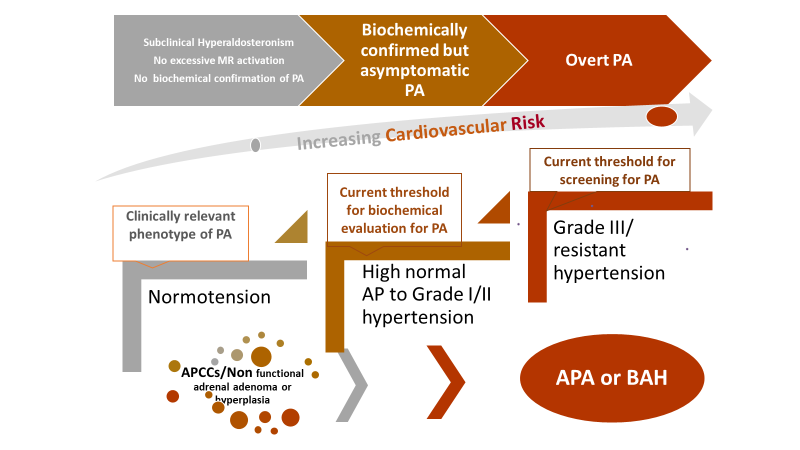 Subclinical Hyperaldosteronism
No excessive MR activation
No biochemical confirmation of PA
Biochemically
confirmed but
asymptomatic
PA
Overt PA
Increasing Cardiovascular Risk
Clinically relevant
phenotype of PA
Current threshold
for biochemical
evaluation for PA
Current threshold for
screening for PA
Normotension
High normal
AP to Grade I/II
hypertension
Grade III/
resistant
hypertension
APCCs/Non functional
adrenal adenoma or
hyperplasia
APA or BAH